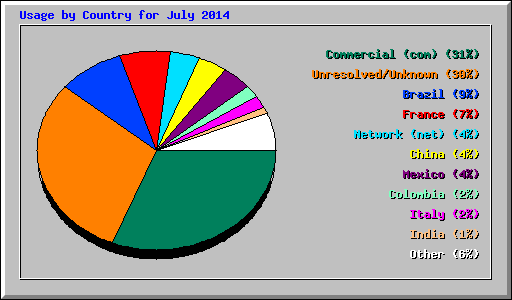 Usage by Country for July 2014
Commercial (com) (31%)
Unresolved/Unknown (30%)
Brazil (9%)
France (7%)
Network (net) (4%)
China (4%)
Mexico (4%)
Colombia (2%)
Italy (2%)
India (1%)
Other (6%)